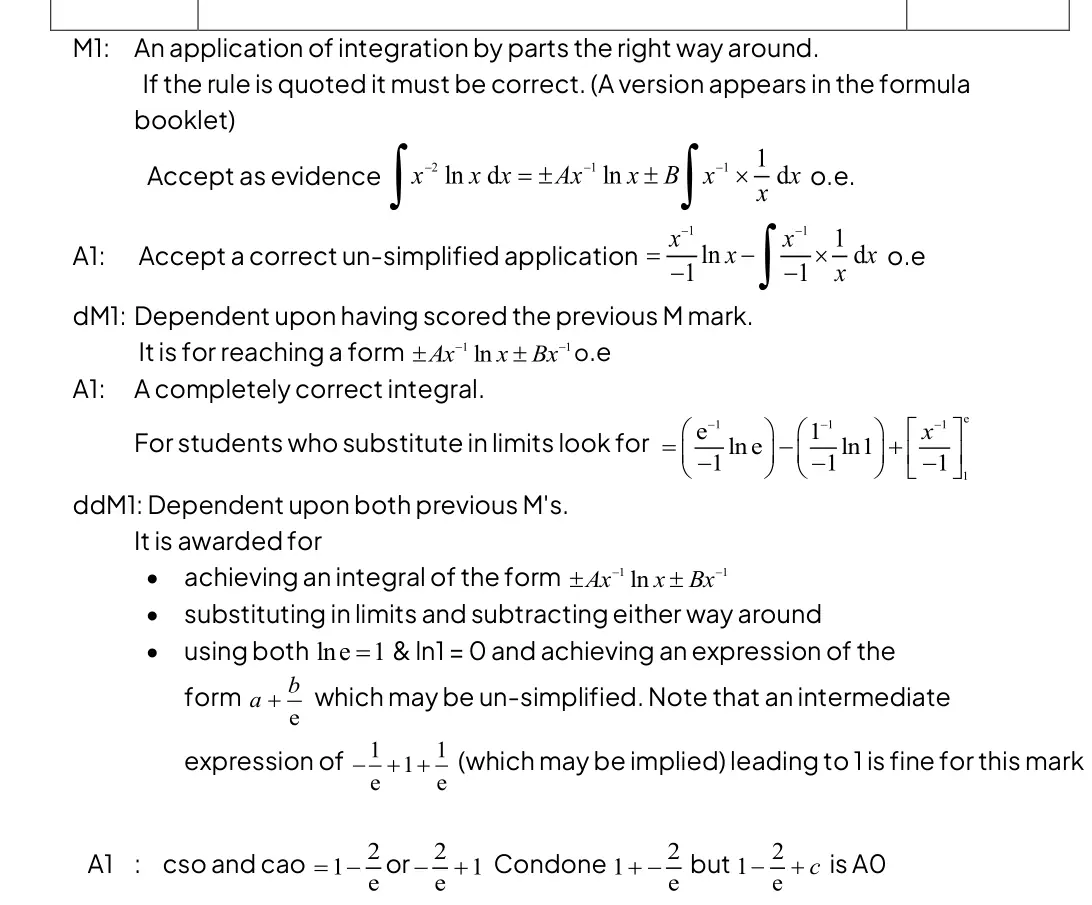 M1: An application of integration by parts the right way around.
If the rule is quoted it must be correct. (A version appears in the formula
booklet)
Accept as evidence ∫ x⁻² ln x dx = ±Ax⁻¹ ln x ± B ∫ x⁻¹ × 1/x dx o.e.
A1: Accept a correct un-simplified application = x⁻¹/−1 ln x − ∫ x⁻¹/−1 × 1/x dx o.e
dM1: Dependent upon having scored the previous M mark.
It is for reaching a form ±Ax⁻¹ ln x ± Bx⁻¹ o.e
A1: A completely correct integral.
For students who substitute in limits look for = (e⁻¹/−1 ln e) − (1⁻¹/−1 ln 1) + [x⁻¹/−1]₁ᵉ
ddM1: Dependent upon both previous M's.
It is awarded for
• achieving an integral of the form ±Ax⁻¹ ln x ± Bx⁻¹
• substituting in limits and subtracting either way around
• using both ln e = 1 & ln1 = 0 and achieving an expression of the
form a + b/e which may be un-simplified. Note that an intermediate
expression of −1/e + 1 + 1/e (which may be implied) leading to 1 is fine for this mark
A1 : cso and cao = 1 − 2/e or − 2/e + 1 Condone 1 + − 2/e but 1 − 2/e + c is A0